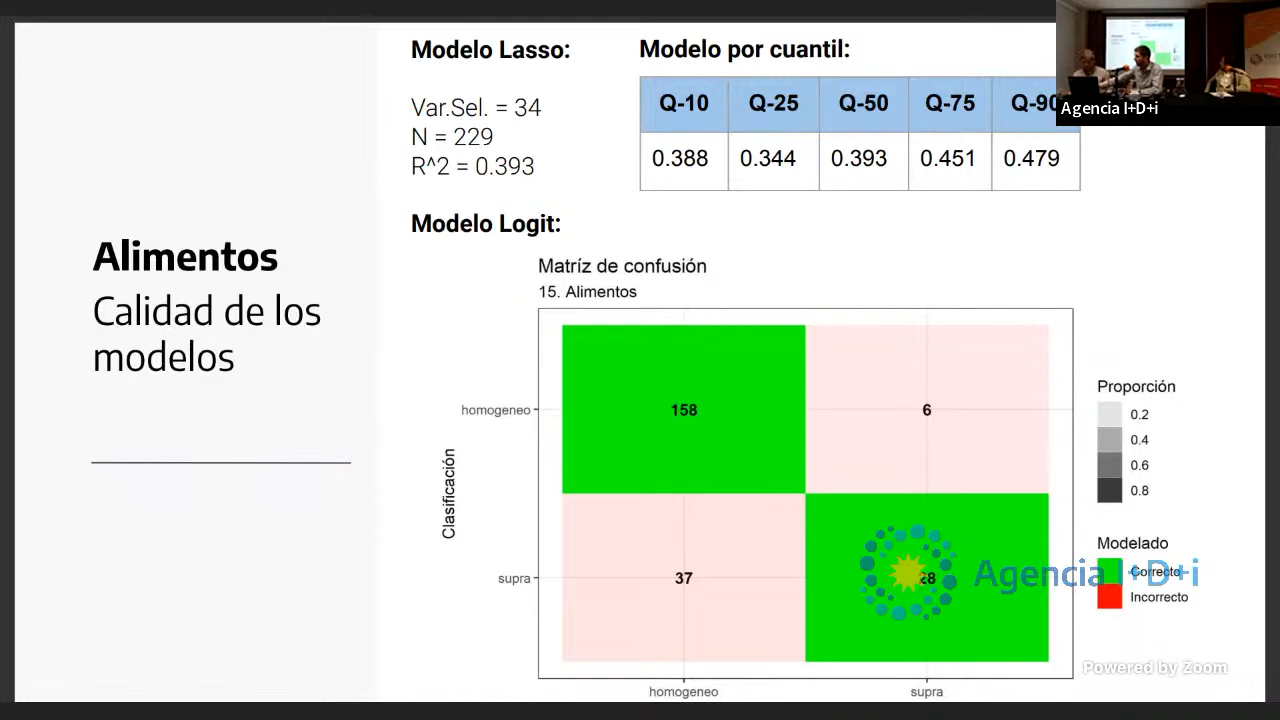 Alimentos
Calidad de los
modelos
Modelo Lasso:
Var.Sel. = 34
N = 229
R^2 = 0.393
Modelo por cuantil:
Q-10 Q-25 Q-50 Q-75 Q-90
0.388 0.344 0.393 0.451 0.479
Modelo Logit:
Matríz de confusión
15. Alimentos
Clasificación
homogeneo
158 6
supra
37 28
homogeneo supra
Proporción
0.2
0.4
0.6
0.8
Modelado
Correcto
Incorrecto
Agencia I+D+i
Agencia I+D+i
Powered by Zoom